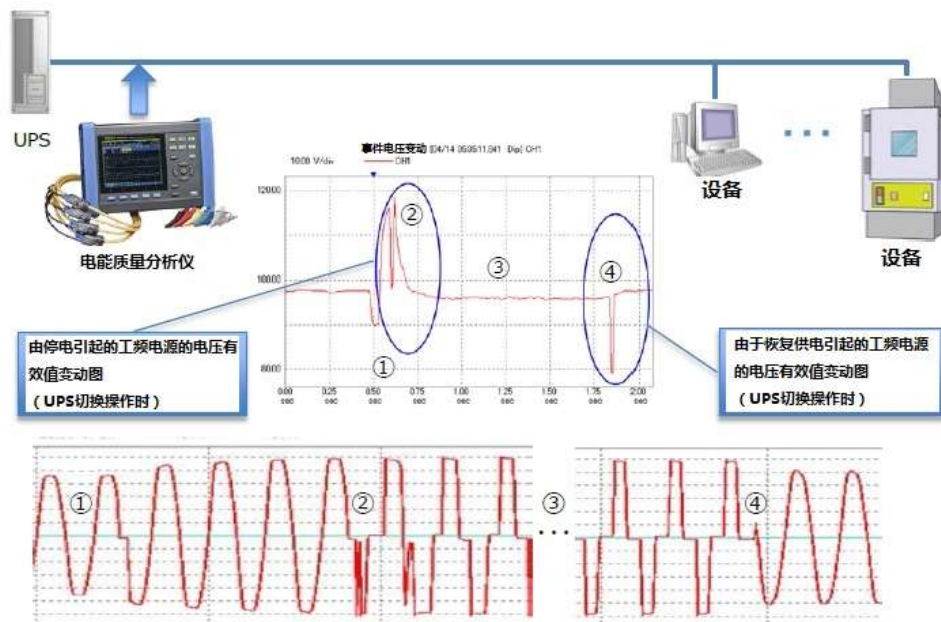 UPS
电能质量分析仪
设备
设备
事件电压变动
CH1
②
③
④
①
由停电引起的工频电源的电压有
效值变动图
（UPS切换操作时）
由于恢复供电引起的工频电源
的电压有效值变动图
（UPS切换操作时）
0.00 0.25 0.50 0.75 1.00 1.25 1.50 1.75 2.00
①
②
③
④